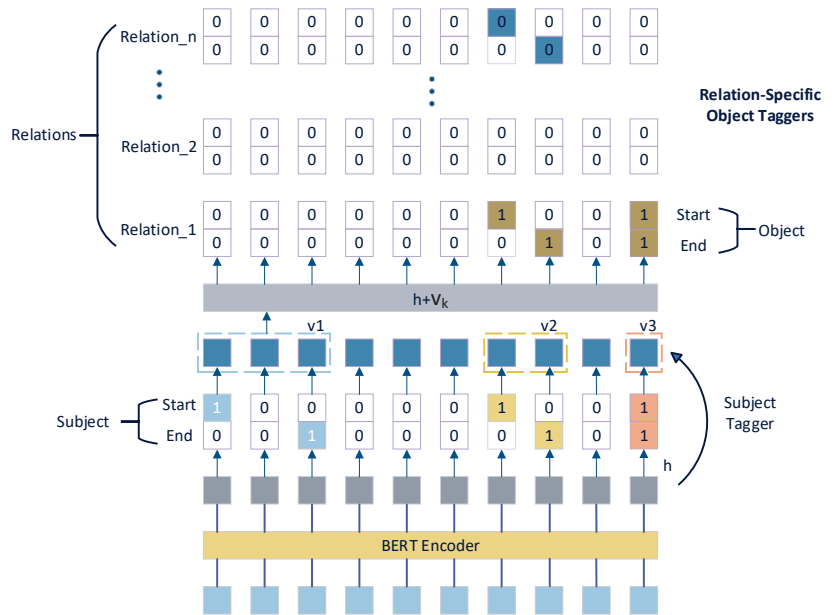 Relation_n 0 0 0 0 0 0 0 0 0 0
0 0 0 0 0 0 0 0 0 0
Relation-Specific
Object Taggers
Relations
Relation_2 0 0 0 0 0 0 0 0 0 0
0 0 0 0 0 0 0 0 0 0
Relation_1 0 0 0 0 0 0 1 0 0 1 Start
0 0 0 0 0 0 0 1 0 1 End
Object
h+Vk
v1 v2 v3
Subject
Start 1 0 0 0 0 0 1 0 0 1
End 0 0 1 0 0 0 0 1 0 1
Subject
Tagger
h
BERT Encoder